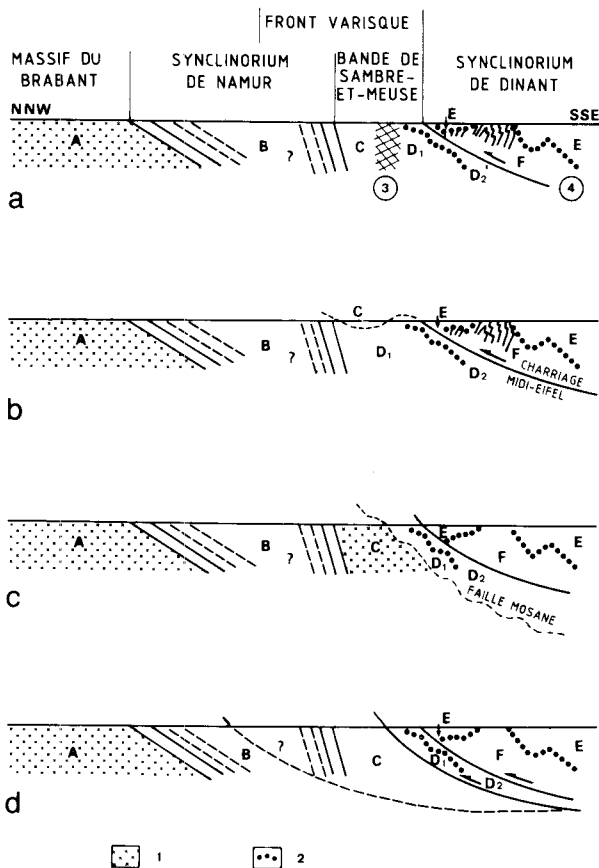 FRONT VARISQUE
MASSIF DU
BRABANT
SYNCLINORIUM
DE NAMUR
BANDE DE
SAMBRE-
ET-MEUSE
SYNCLINORIUM
DE DINANT
NNW
E
SSE
A
B
?
C
D1
D2
F
E
3
4
a
C
E
A
B
?
D1
D2
F
E
CHARRIAGE
MIDI-EIFEL
b
A
B
?
C
E
D1
D2
F
E
FAILLE MOSANE
c
E
A
B
?
C
D1
D2
F
E
d
1
2